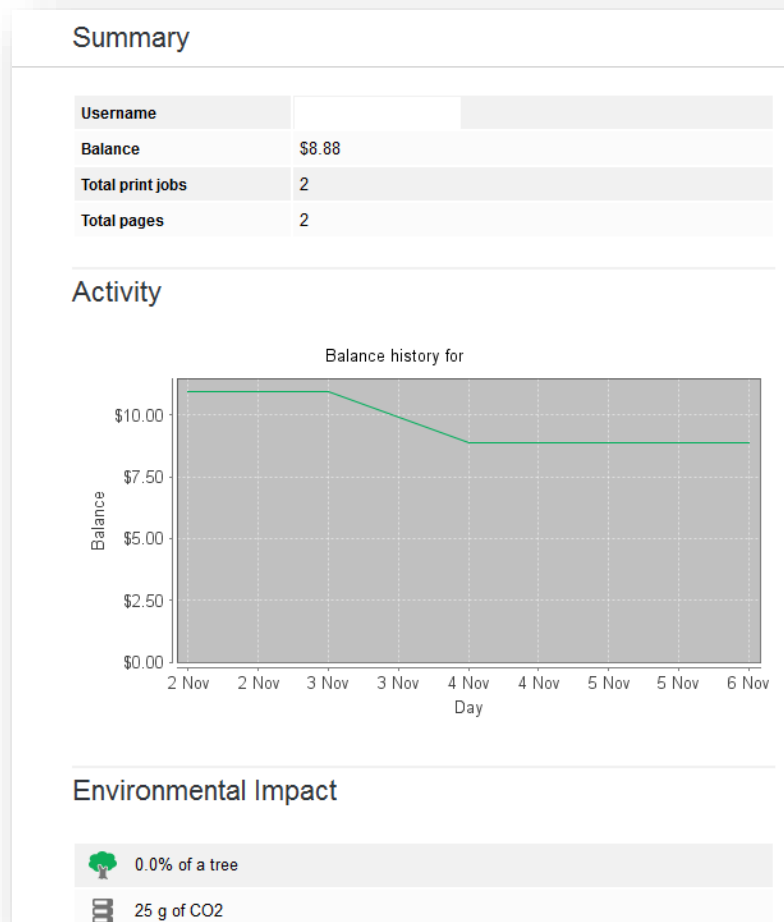 Summary
Username
Balance $8.88
Total print jobs 2
Total pages 2
Activity
Balance history for
$10.00
$7.50
$5.00
$2.50
$0.00
Balance
2 Nov 2 Nov 3 Nov 3 Nov 4 Nov 4 Nov 5 Nov 5 Nov 6 Nov
Day
Environmental Impact
0.0% of a tree
25 g of CO2